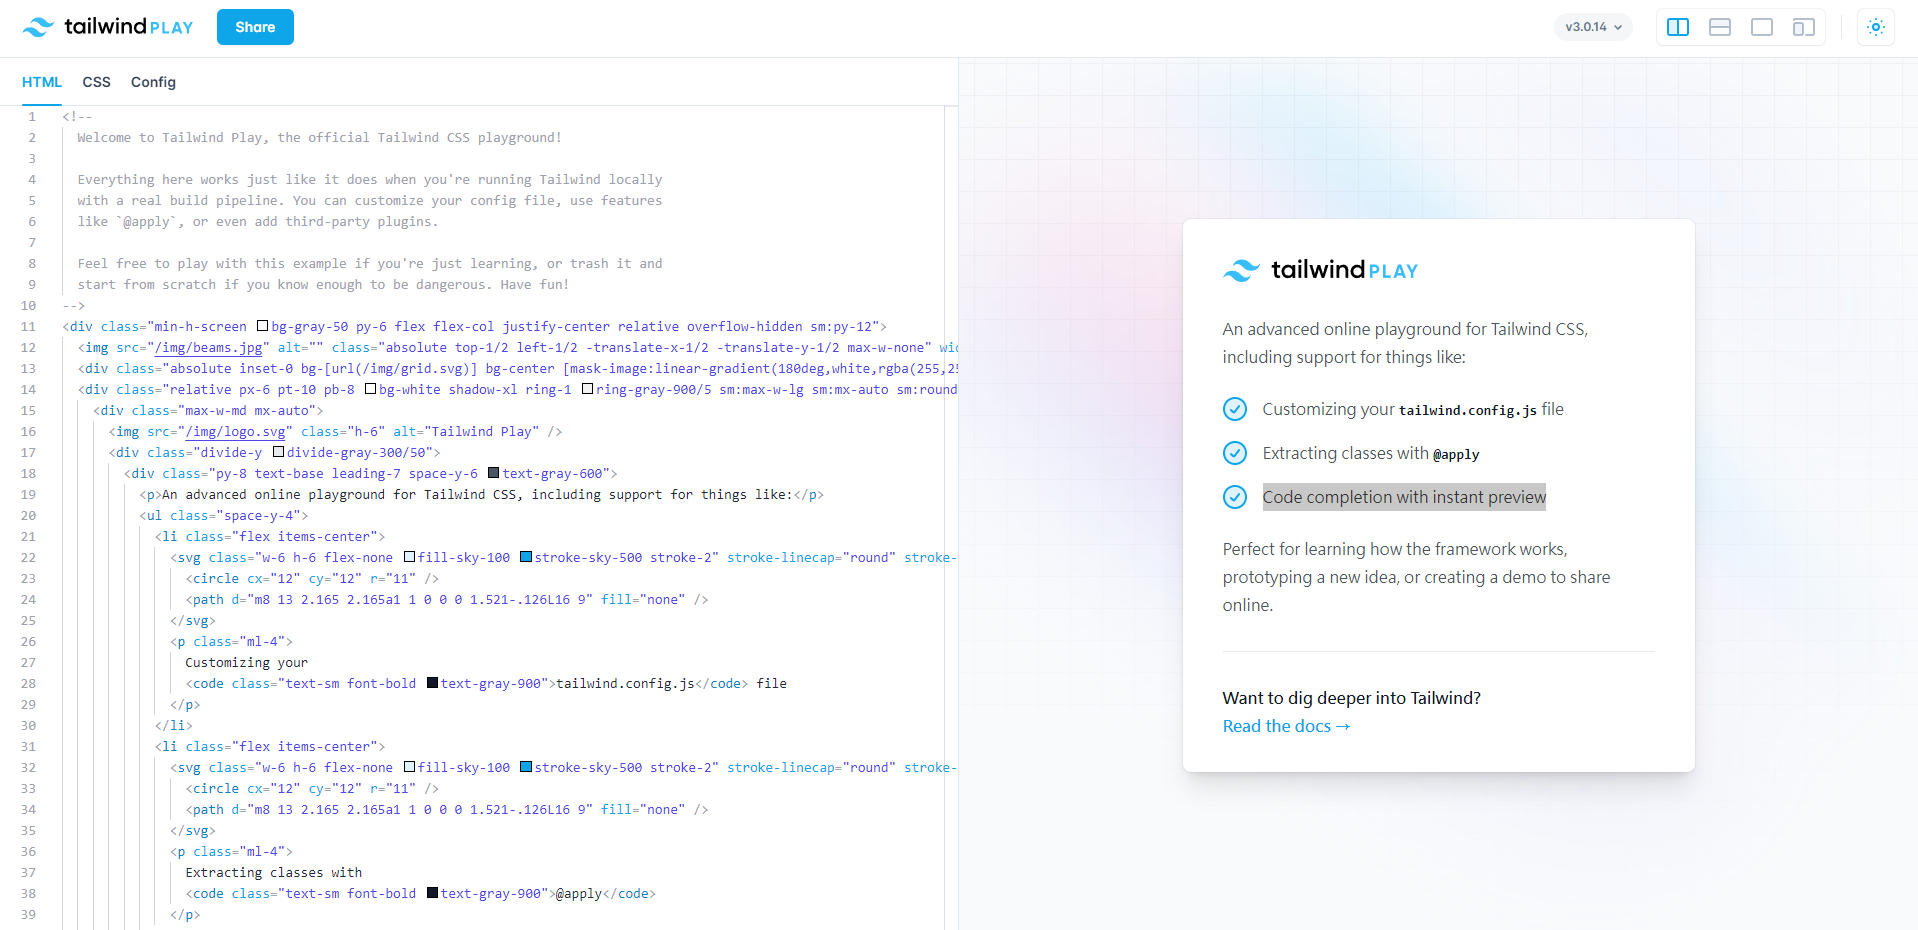 tailwind PLAY
Share
v3.0.14
HTML CSS Config
1 <!--
2 Welcome to Tailwind Play, the official Tailwind CSS playground!
3
4 Everything here works just like it does when you're running Tailwind locally
5 with a real build pipeline. You can customize your config file, use features
6 like `@apply`, or even add third-party plugins.
7
8 Feel free to play with this example if you're just learning, or trash it and
9 start from scratch if you know enough to be dangerous. Have fun!
10 -->
11 <div class="min-h-screen bg-gray-50 py-6 flex flex-col justify-center relative overflow-hidden sm:py-12">
12 <img src="/img/beams.jpg" alt="" class="absolute top-1/2 left-1/2 -translate-x-1/2 -translate-y-1/2 max-w-none" wid
13 <div class="absolute inset-0 bg-[url(/img/grid.svg)] bg-center [mask-image:linear-gradient(180deg,white,rgba(255,25
14 <div class="relative px-6 pt-10 pb-8 bg-white shadow-xl ring-1 ring-gray-900/5 sm:max-w-lg sm:mx-auto sm:round
15 <div class="max-w-md mx-auto">
16 <img src="/img/logo.svg" class="h-6" alt="Tailwind Play" />
17 <div class="divide-y divide-gray-300/50">
18 <div class="py-8 text-base leading-7 space-y-6 text-gray-600">
19 <p>An advanced online playground for Tailwind CSS, including support for things like:</p>
20 <ul class="space-y-4">
21 <li class="flex items-center">
22 <svg class="w-6 h-6 flex-none fill-sky-100 stroke-sky-500 stroke-2" stroke-linecap="round" stroke-
23 <circle cx="12" cy="12" r="11" />
24 <path d="m8 13 2.165 2.165a1 1 0 0 0 1.521-.126L16 9" fill="none" />
25 </svg>
26 <p class="ml-4">
27 Customizing your
28 <code class="text-sm font-bold text-gray-900">tailwind.config.js</code> file
29 </p>
30 </li>
31 <li class="flex items-center">
32 <svg class="w-6 h-6 flex-none fill-sky-100 stroke-sky-500 stroke-2" stroke-linecap="round" stroke-
33 <circle cx="12" cy="12" r="11" />
34 <path d="m8 13 2.165 2.165a1 1 0 0 0 1.521-.126L16 9" fill="none" />
35 </svg>
36 <p class="ml-4">
37 Extracting classes with
38 <code class="text-sm font-bold text-gray-900">@apply</code>
39 </p>
tailwind PLAY
An advanced online playground for Tailwind CSS,
including support for things like:
Customizing your tailwind.config.js file
Extracting classes with @apply
Code completion with instant preview
Perfect for learning how the framework works,
prototyping a new idea, or creating a demo to share
online.
Want to dig deeper into Tailwind?
Read the docs →